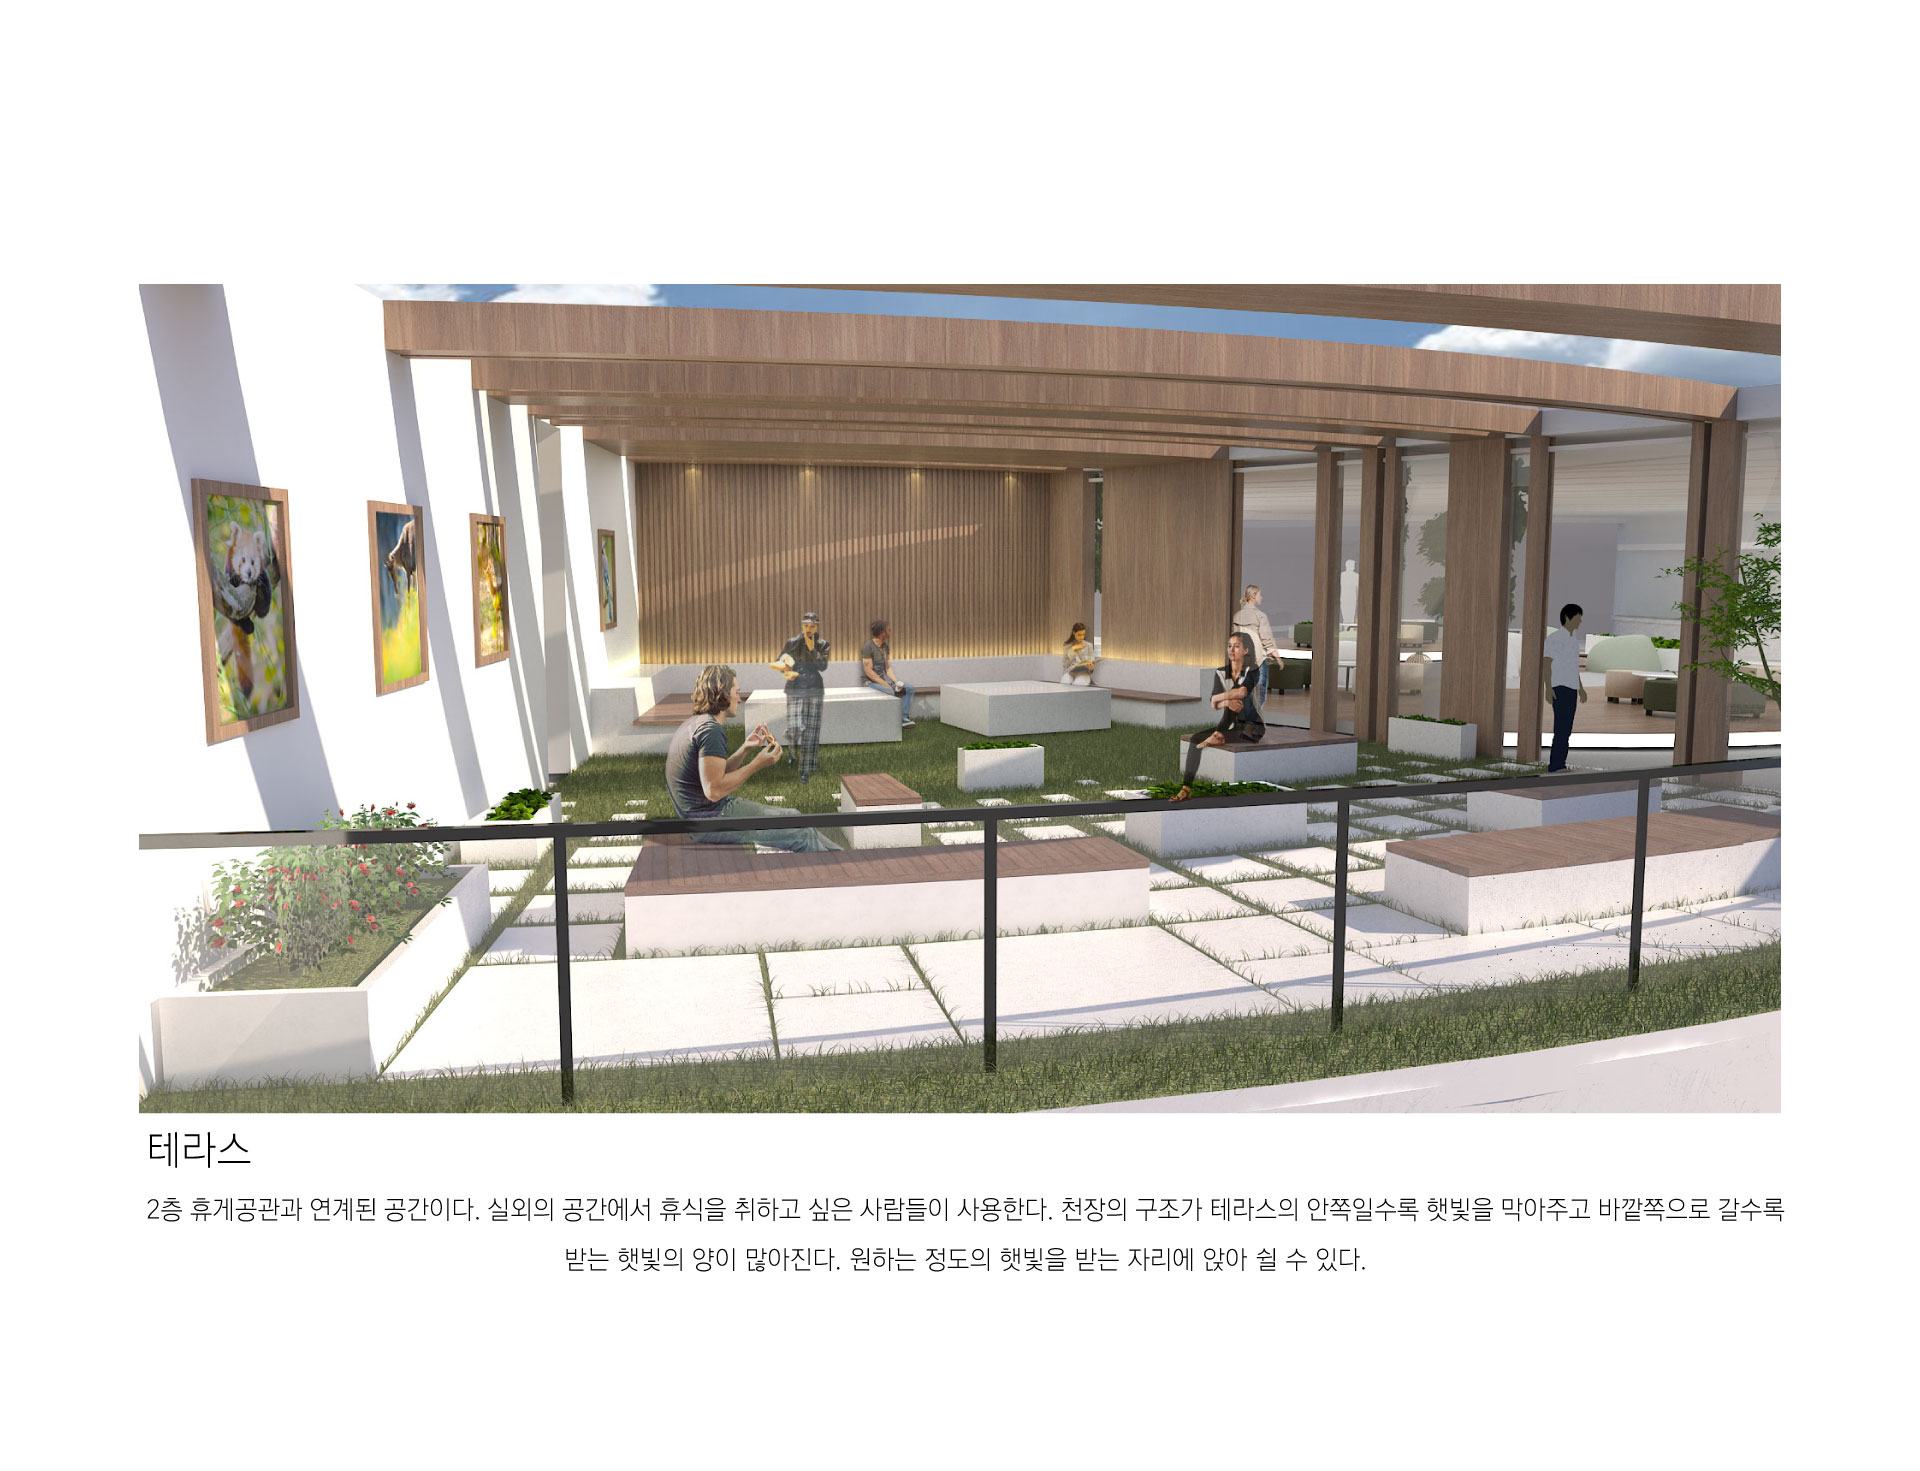 테라스
2층 휴게공관과 연계된 공간이다. 실외의 공간에서 휴식을 취하고 싶은 사람들이 사용한다. 천장의 구조가 테라스의 안쪽일수록 햇빛을 막아주고 바깥쪽으로 갈수록
받는 햇빛의 양이 많아진다. 원하는 정도의 햇빛을 받는 자리에 앉아 쉴 수 있다.